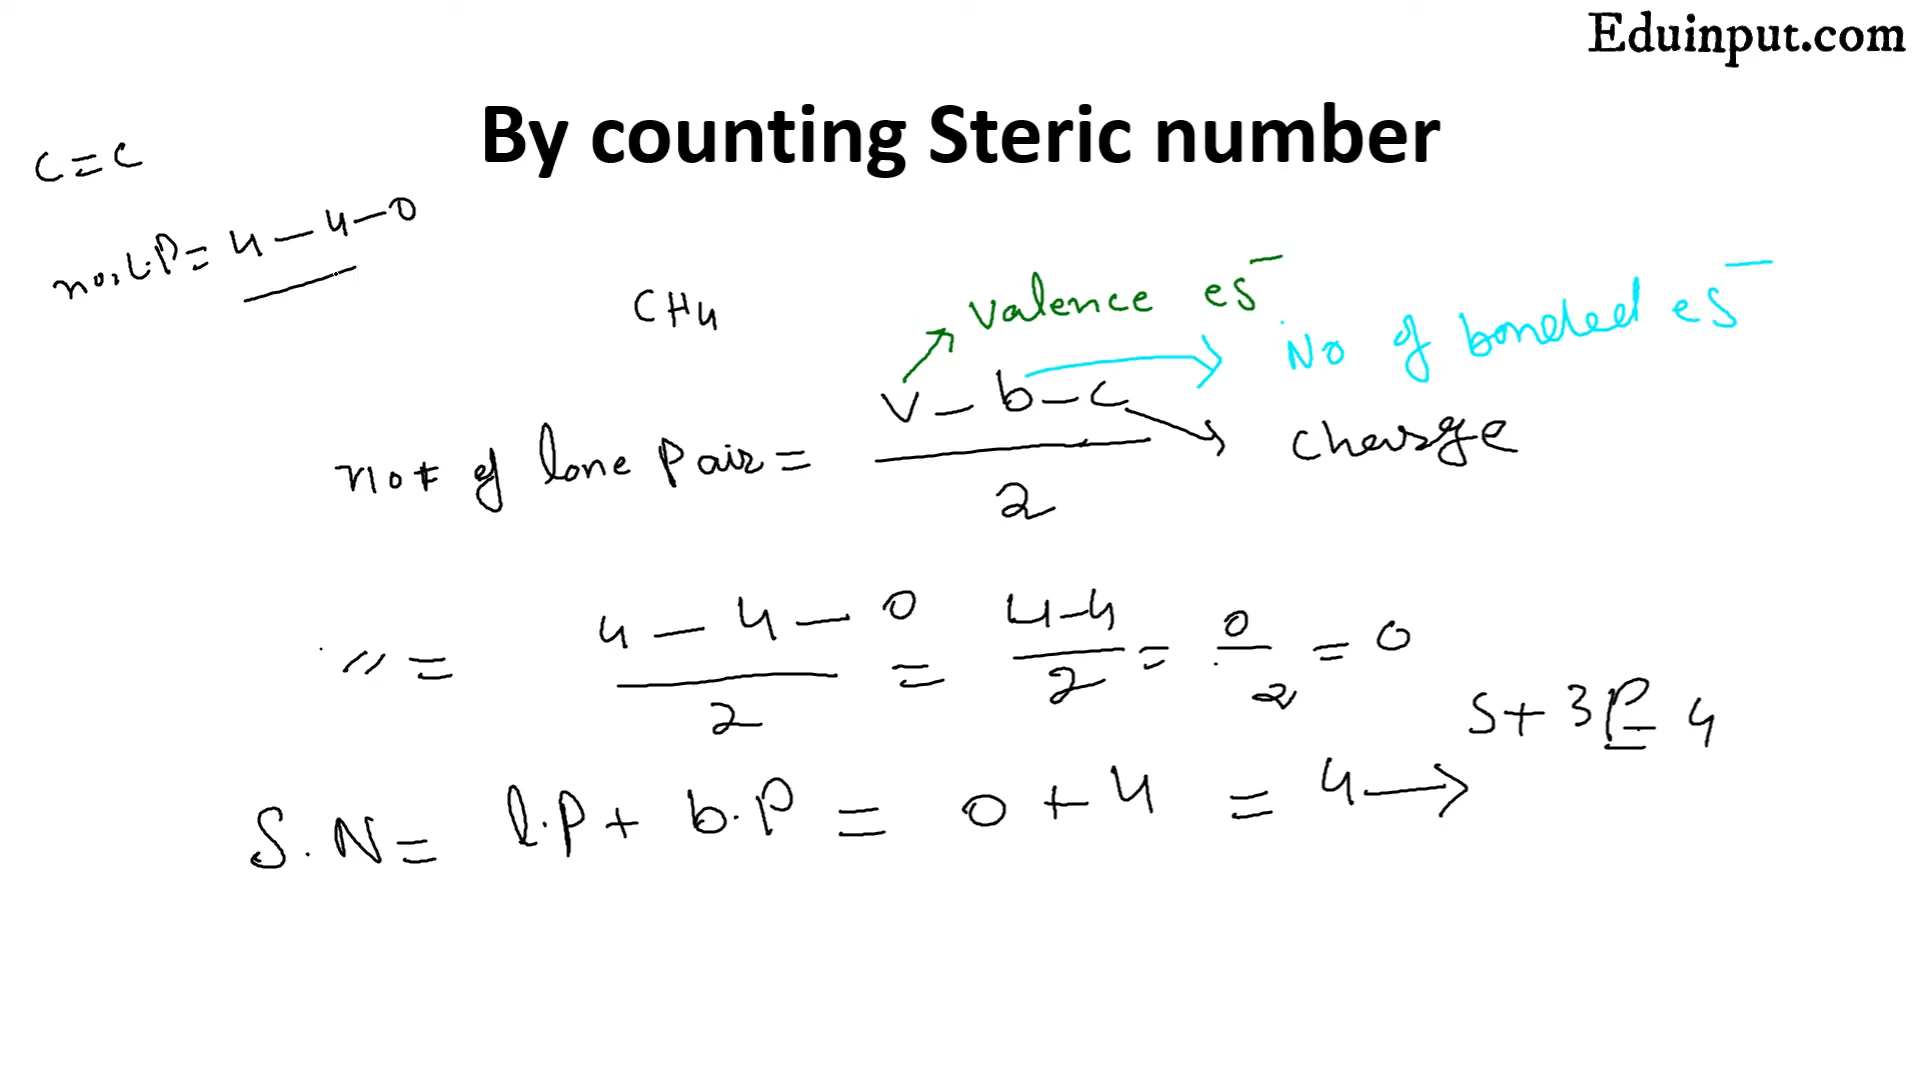 Eduinput.com
By counting Steric number
C=C
no. L.P= 4 – 4 – 0
CH4
valence es⁻
No of bonded es⁻
no. of lone Pair = v – b – c / 2
charge
〃 = 4 – 4 – 0 / 2 = 4-4 / 2 = 0 / 2 = 0
S+3P= 4
S.N= l.P + b.P = 0 + 4 = 4 →